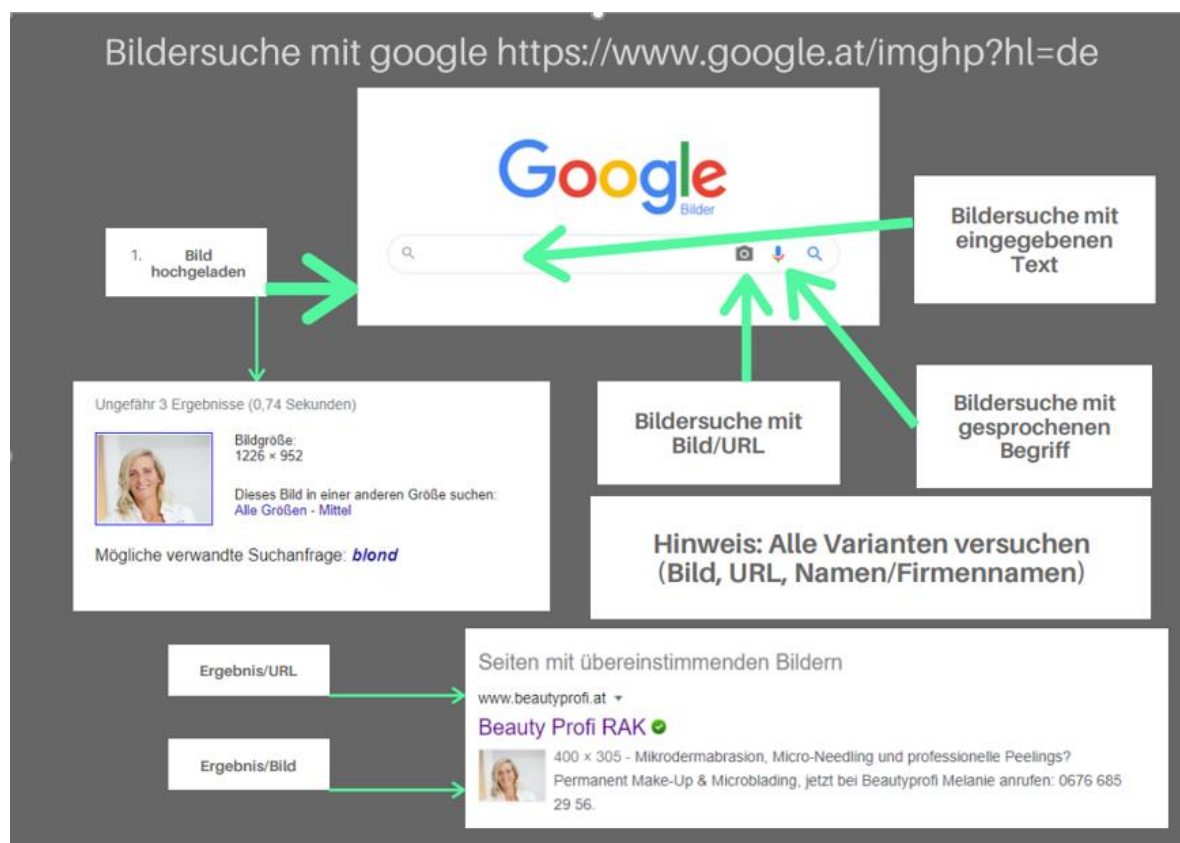 Bildersuche mit google https://www.google.at/imghp?hl=de
Google
Bilder
Bildersuche mit
eingegebenen
Text
1. Bild
hochgeladen
Bildersuche mit
Bild/URL
Bildersuche mit
gesprochenen
Begriff
Ungefähr 3 Ergebnisse (0,74 Sekunden)
Bildgröße:
1226 × 952
Dieses Bild in einer anderen Größe suchen:
Alle Größen - Mittel
Mögliche verwandte Suchanfrage: blond
Hinweis: Alle Varianten versuchen
(Bild, URL, Namen/Firmennamen)
Ergebnis/URL
Seiten mit übereinstimmenden Bildern
www.beautyprofi.at
Beauty Profi RAK
Ergebnis/Bild
400 × 305 - Mikrodermabrasion, Micro-Needling und professionelle Peelings?
Permanent Make-Up & Microblading, jetzt bei Beautyprofi Melanie anrufen: 0676 685
29 56.